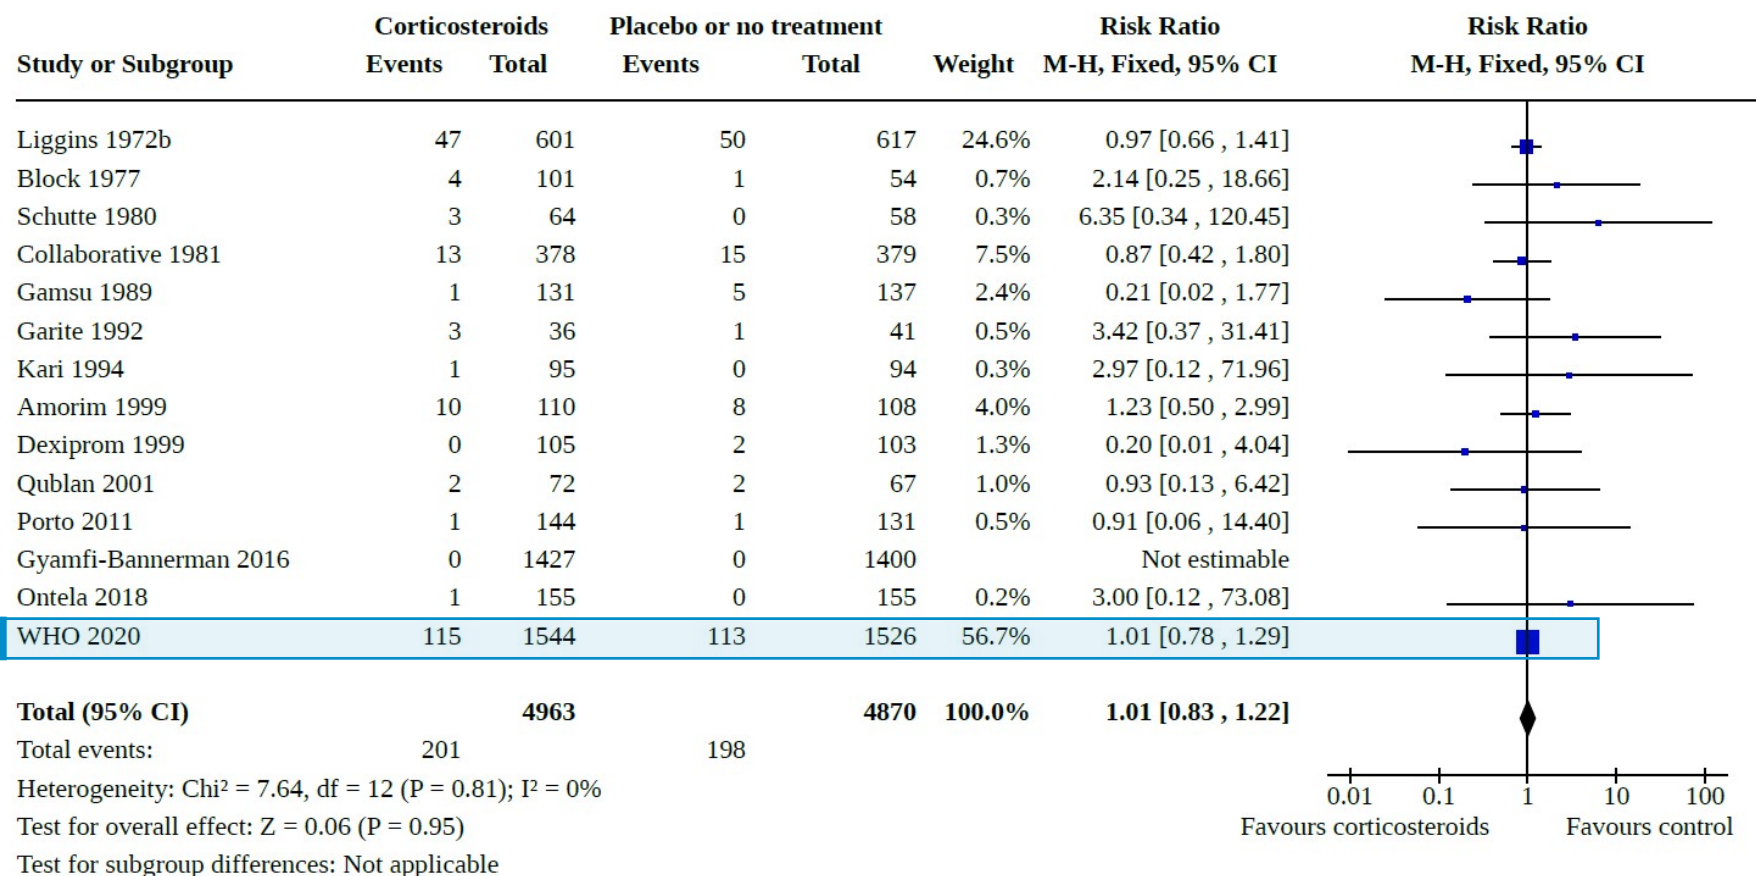 Corticosteroids Placebo or no treatment Risk Ratio Risk Ratio
Study or Subgroup Events Total Events Total Weight M-H, Fixed, 95% CI M-H, Fixed, 95% CI
Liggins 1972b 47 601 50 617 24.6% 0.97 [0.66 , 1.41]
Block 1977 4 101 1 54 0.7% 2.14 [0.25 , 18.66]
Schutte 1980 3 64 0 58 0.3% 6.35 [0.34 , 120.45]
Collaborative 1981 13 378 15 379 7.5% 0.87 [0.42 , 1.80]
Gamsu 1989 1 131 5 137 2.4% 0.21 [0.02 , 1.77]
Garite 1992 3 36 1 41 0.5% 3.42 [0.37 , 31.41]
Kari 1994 1 95 0 94 0.3% 2.97 [0.12 , 71.96]
Amorim 1999 10 110 8 108 4.0% 1.23 [0.50 , 2.99]
Dexiprom 1999 0 105 2 103 1.3% 0.20 [0.01 , 4.04]
Qublan 2001 2 72 2 67 1.0% 0.93 [0.13 , 6.42]
Porto 2011 1 144 1 131 0.5% 0.91 [0.06 , 14.40]
Gyamfi-Bannerman 2016 0 1427 0 1400 Not estimable
Ontela 2018 1 155 0 155 0.2% 3.00 [0.12 , 73.08]
WHO 2020 115 1544 113 1526 56.7% 1.01 [0.78 , 1.29]
Total (95% CI) 4963 4870 100.0% 1.01 [0.83 , 1.22]
Total events: 201 198
Heterogeneity: Chi² = 7.64, df = 12 (P = 0.81); I² = 0%
0.01 0.1 1 10 100
Test for overall effect: Z = 0.06 (P = 0.95)
Favours corticosteroids Favours control
Test for subgroup differences: Not applicable